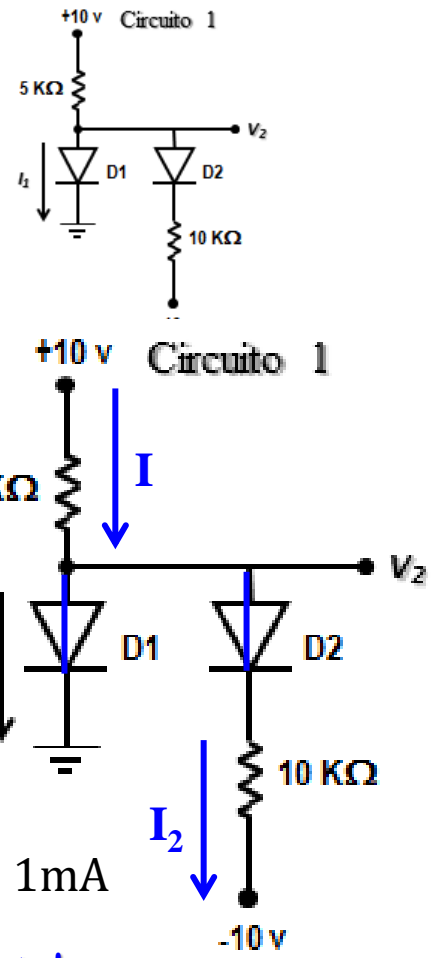 +10 v Circuito 1
5 KΩ
V2
I1 D1 D2
10 KΩ
+10 v Circuito 1
Ω I
V2
D1 D2
10 KΩ
I2
1mA
-10 v